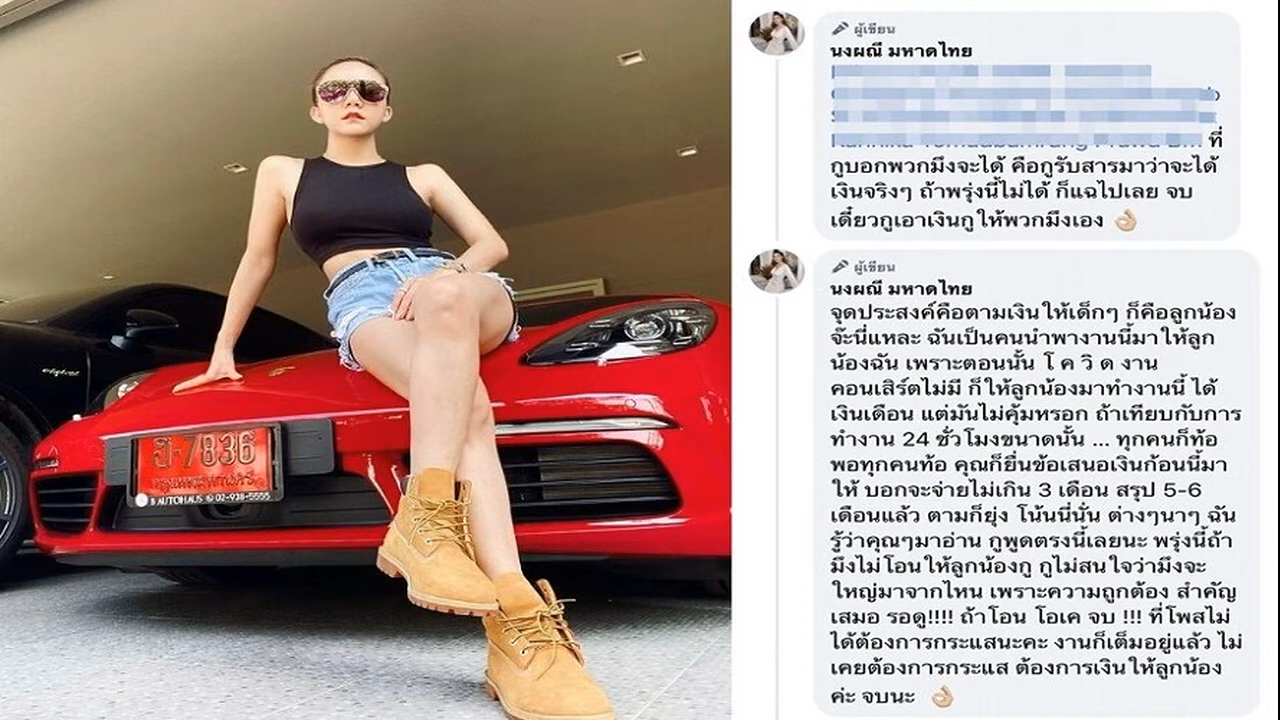 ปี-7836
กรุงเทพมหานคร
B AUTOHAUS 02-938-5555
ผู้เขียน
นงผณี มหาดไทย
ที่
กูบอกพวกมึงจะได้ คือกูรับสารมาว่าจะได้
เงินจริงๆ ถ้าพรุ่งนี้ไม่ได้ ก็แฉไปเลย จบ
เดี๋ยวกูเอาเงินกูให้พวกมึงเอง 👌🏼
ผู้เขียน
นงผณี มหาดไทย
จุดประสงค์คือตามเงินให้เด็กๆ ก็คือลูกน้อง
จ๊ะนี่แหละ ฉันเป็นคนนำพางานนี้มาให้ลูก
น้องฉัน เพราะตอนนั้น โ ค วิ ด งาน
คอนเสิร์ตไม่มี ก็ให้ลูกน้องมาทำงานนี้ ได้
เงินเดือน แต่มันไม่คุ้มหรอก ถ้าเทียบกับการ
ทำงาน 24 ชั่วโมงขนาดนั้น ... ทุกคนก็ท้อ
พอทุกคนท้อ คุณก็ยื่นข้อเสนอเงินก้อนนี้มา
ให้ บอกจะจ่ายไม่เกิน 3 เดือน สรุป 5-6
เดือนแล้ว ตามก็ยุ่ง โน้นนี่นั่น ต่างๆนาๆ ฉัน
รู้ว่าคุณๆมาอ่าน กูพูดตรงนี้เลยนะ พรุ่งนี้ถ้า
มึงไม่โอนให้ลูกน้องกู กูไม่สนใจว่ามึงจะ
ใหญ่มาจากไหน เพราะความถูกต้อง สำคัญ
เสมอ รอดู!!!! ถ้าโอน โอเค จบ !!! ที่โพสไม่
ได้ต้องการกระแสนะคะ งานก็เต็มอยู่แล้ว ไม่
เคยต้องการกระแส ต้องการเงินให้ลูกน้อง
ค่ะ จบนะ 👌🏼